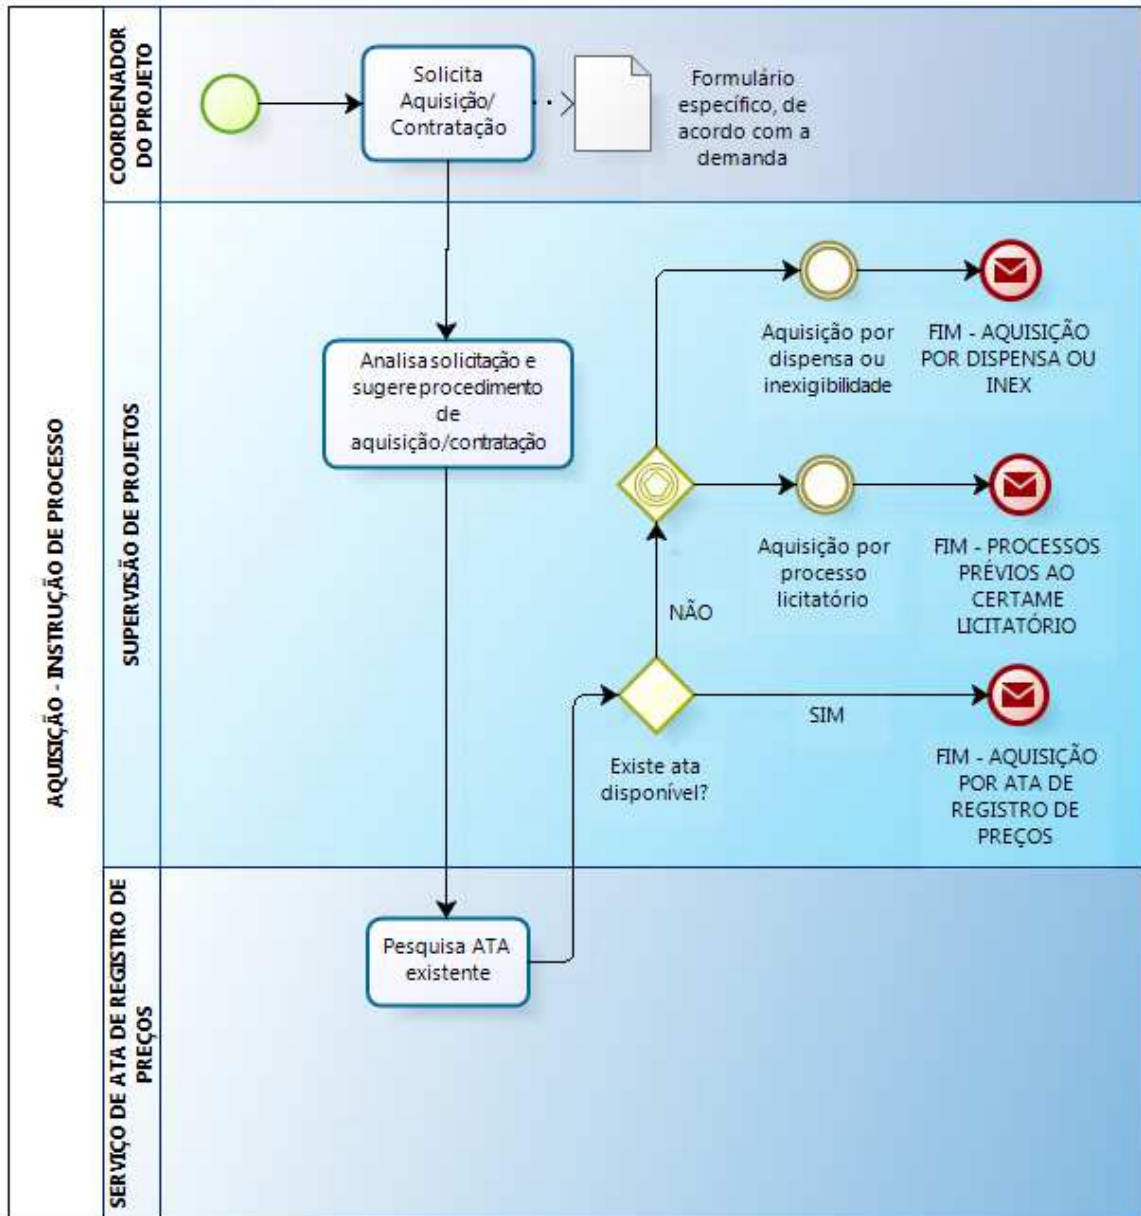 AQUISIÇÃO - INSTRUÇÃO DE PROCESSO
COORDENADOR
DO PROJETO
Solicita
Aquisição/
Contratação
Formulário
específico, de
acordo com a
demanda
SUPERVISÃO DE PROJETOS
Analisa solicitação e
sugere procedimento
de
aquisição/contratação
Aquisição por
dispensa ou
inexigibilidade
FIM - AQUISIÇÃO
POR DISPENSA OU
INEX
Aquisição por
processo
licitatório
FIM - PROCESSOS
PRÉVIOS AO
CERTAME
LICITATÓRIO
NÃO
SIM
Existe ata
disponível?
FIM - AQUISIÇÃO
POR ATA DE
REGISTRO DE
PREÇOS
SERVIÇO DE ATA DE REGISTRO DE
PREÇOS
Pesquisa ATA
existente